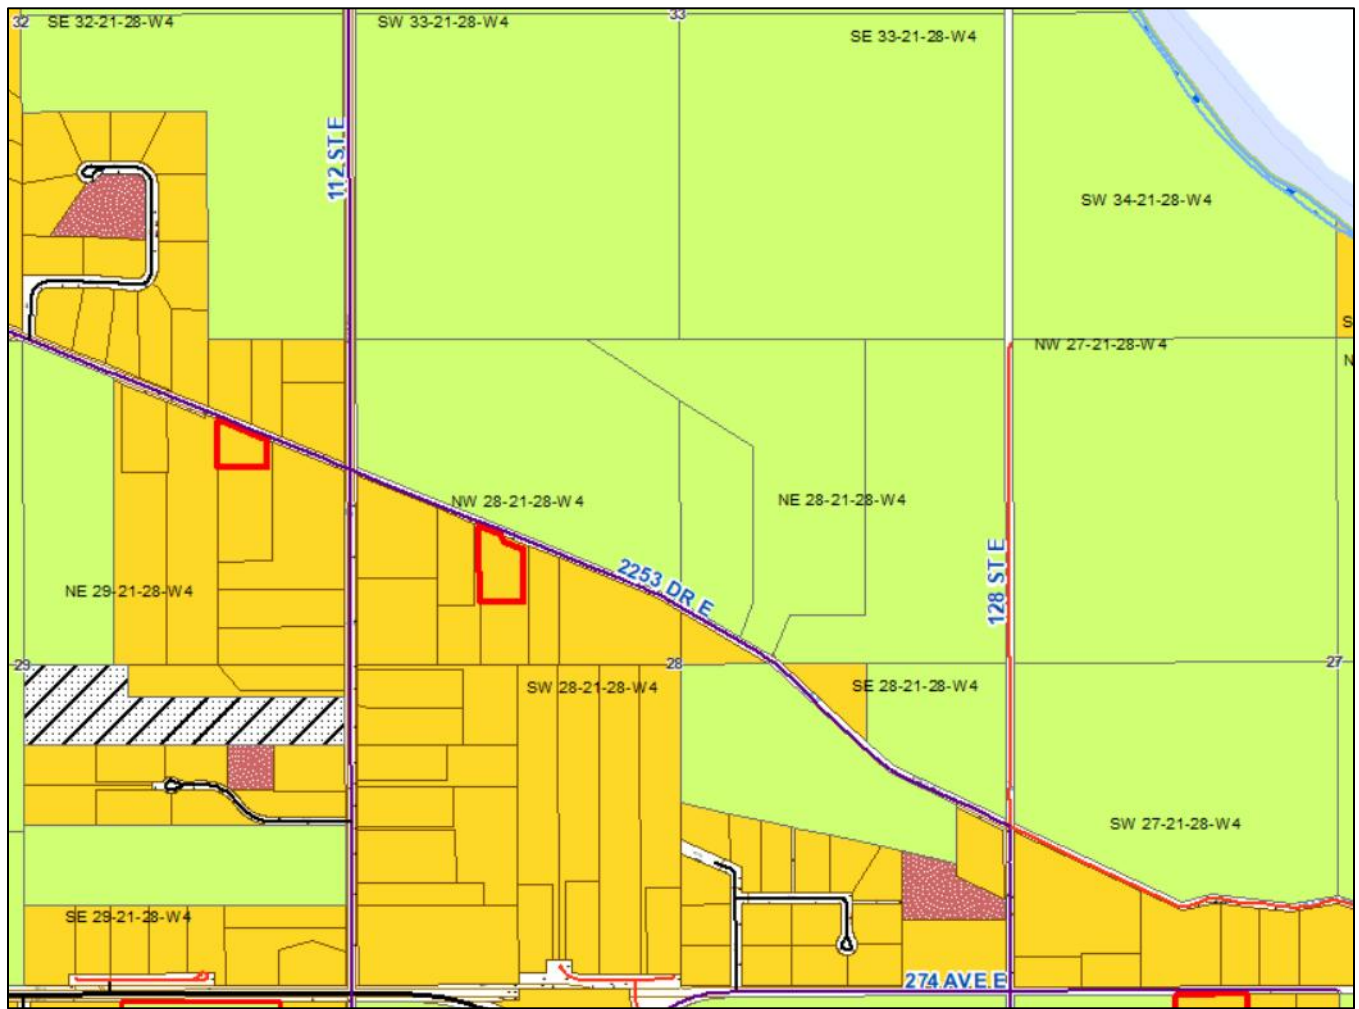 32 SE 32-21-28-W4
SW 33-21-28-W4
33
SE 33-21-28-W4
112 ST E
SW 34-21-28-W4
S
NW 27-21-28-W4
N
NW 28-21-28-W4
NE 28-21-28-W4
2253 DR E
128 ST E
NE 29-21-28-W4
29
28
27
SW 28-21-28-W4
SE 28-21-28-W4
SW 27-21-28-W4
SE 29-21-28-W4
274 AVE E